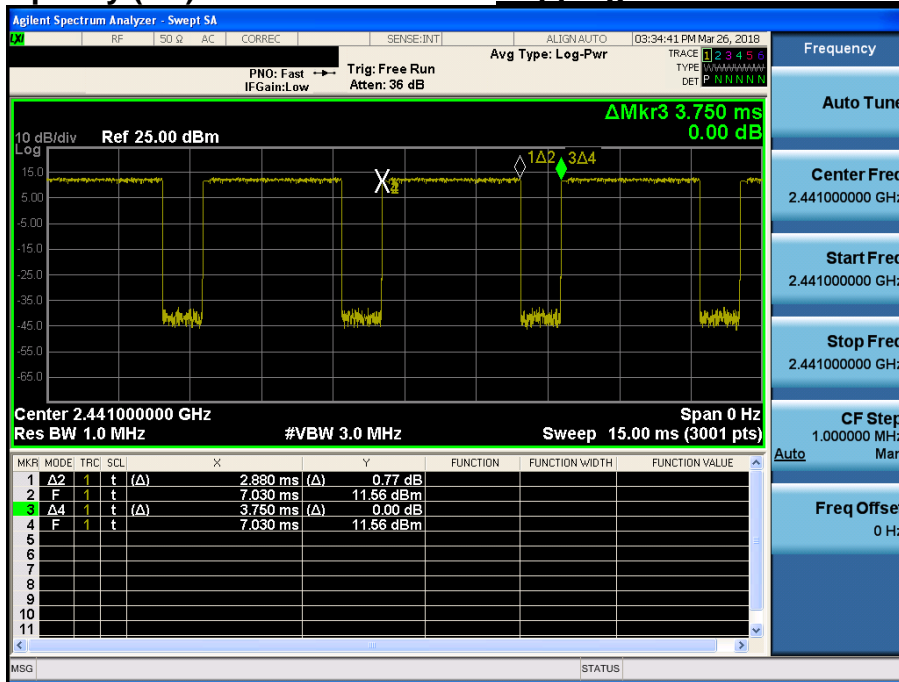 Agilent Spectrum Analyzer - Swept SA
LXI RF 50 Ω AC CORREC SENSE:INT ALIGN AUTO 03:34:41 PM Mar 26, 2018
Avg Type: Log-Pwr
TRACE 1 2 3 4 5 6
TYPE WWWWWWW
DET P N N N N N
PNO: Fast
IFGain:Low
Trig: Free Run
Atten: 36 dB
ΔMkr3 3.750 ms
0.00 dB
10 dB/div Ref 25.00 dBm
Log
1Δ2 3Δ4
15.0
5.00
-5.00
-15.0
-25.0
-35.0
-45.0
-55.0
-65.0
X
Center 2.441000000 GHz Span 0 Hz
Res BW 1.0 MHz #VBW 3.0 MHz Sweep 15.00 ms (3001 pts)
MKR MODE TRC SCL X Y FUNCTION FUNCTION WIDTH FUNCTION VALUE
1 Δ2 1 t (Δ) 2.880 ms (Δ) 0.77 dB
2 F 1 t 7.030 ms 11.56 dBm
3 Δ4 1 t (Δ) 3.750 ms (Δ) 0.00 dB
4 F 1 t 7.030 ms 11.56 dBm
5
6
7
8
9
10
11
MSG STATUS
Frequency
Auto Tune
Center Freq
2.441000000 GHz
Start Freq
2.441000000 GHz
Stop Freq
2.441000000 GHz
CF Step
1.000000 MHz
Auto Man
Freq Offset
0 Hz